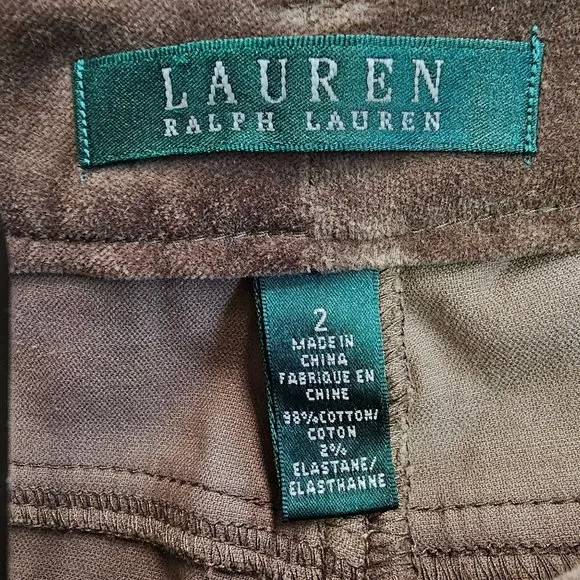 LAUREN
RALPH LAUREN
2
MADE IN
CHINA
FABRIQUE EN
CHINE
98%COTTON/
COTON
2%
ELASTANE/
ELASTHANNE